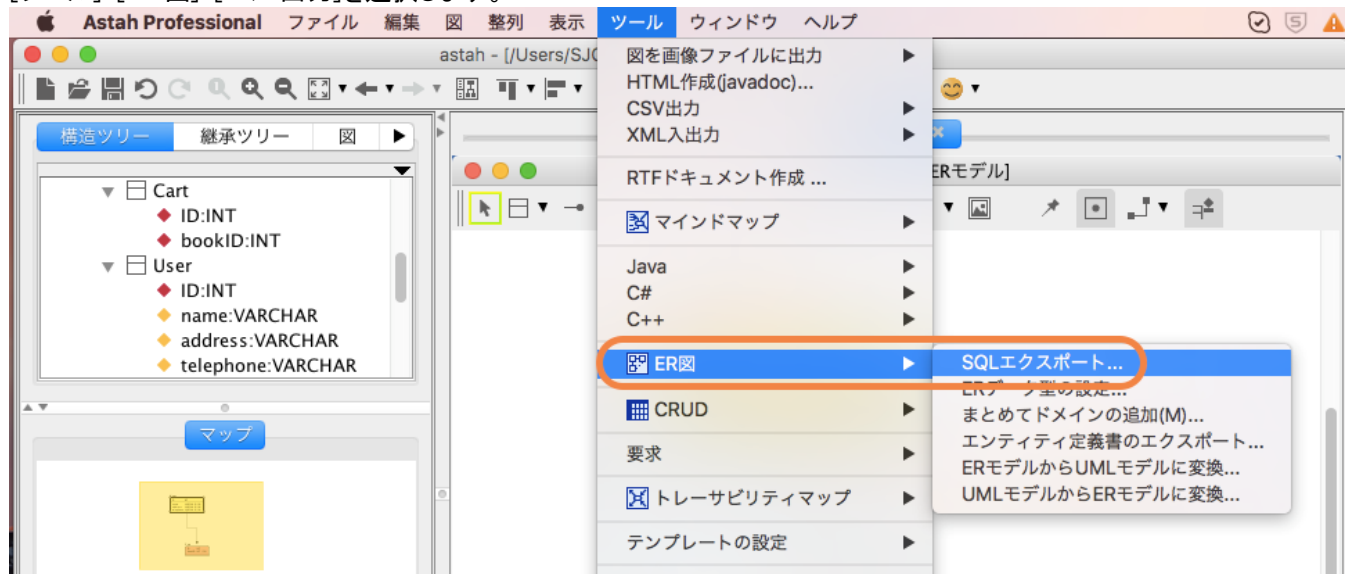 Astah Professional ファイル 編集 図 整列 表示 ツール ウィンドウ ヘルプ
astah - [/Users/SJ
構造ツリー 継承ツリー 図
Cart
ID:INT
bookID:INT
User
ID:INT
name:VARCHAR
address:VARCHAR
telephone:VARCHAR
マップ
図を画像ファイルに出力
HTML作成(javadoc)...
CSV出力
XML入出力
RTFドキュメント作成 ...
マインドマップ
Java
C#
C++
ER図
CRUD
要求
トレーサビリティマップ
テンプレートの設定
ERモデル]
SQLエクスポート...
ERデータ型の設定...
まとめてドメインの追加(M)...
エンティティ定義書のエクスポート...
ERモデルからUMLモデルに変換...
UMLモデルからERモデルに変換...